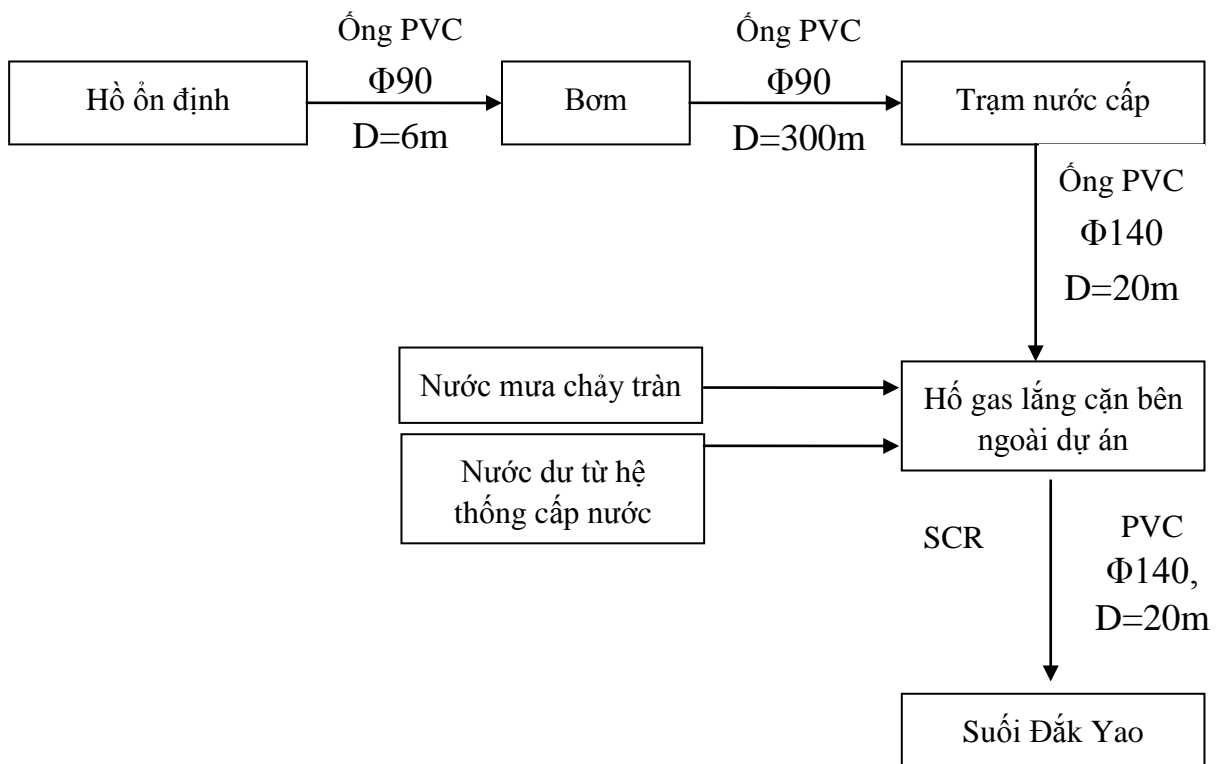 Ống PVC
Φ90
D=6m
Ống PVC
Φ90
D=300m
Hồ ổn định
Bơm
Trạm nước cấp
Ống PVC
Φ140
D=20m
Nước mưa chảy tràn
Nước dư từ hệ
thống cấp nước
Hố gas lắng cặn bên
ngoài dự án
SCR
PVC
Φ140,
D=20m
Suối Đắk Yao